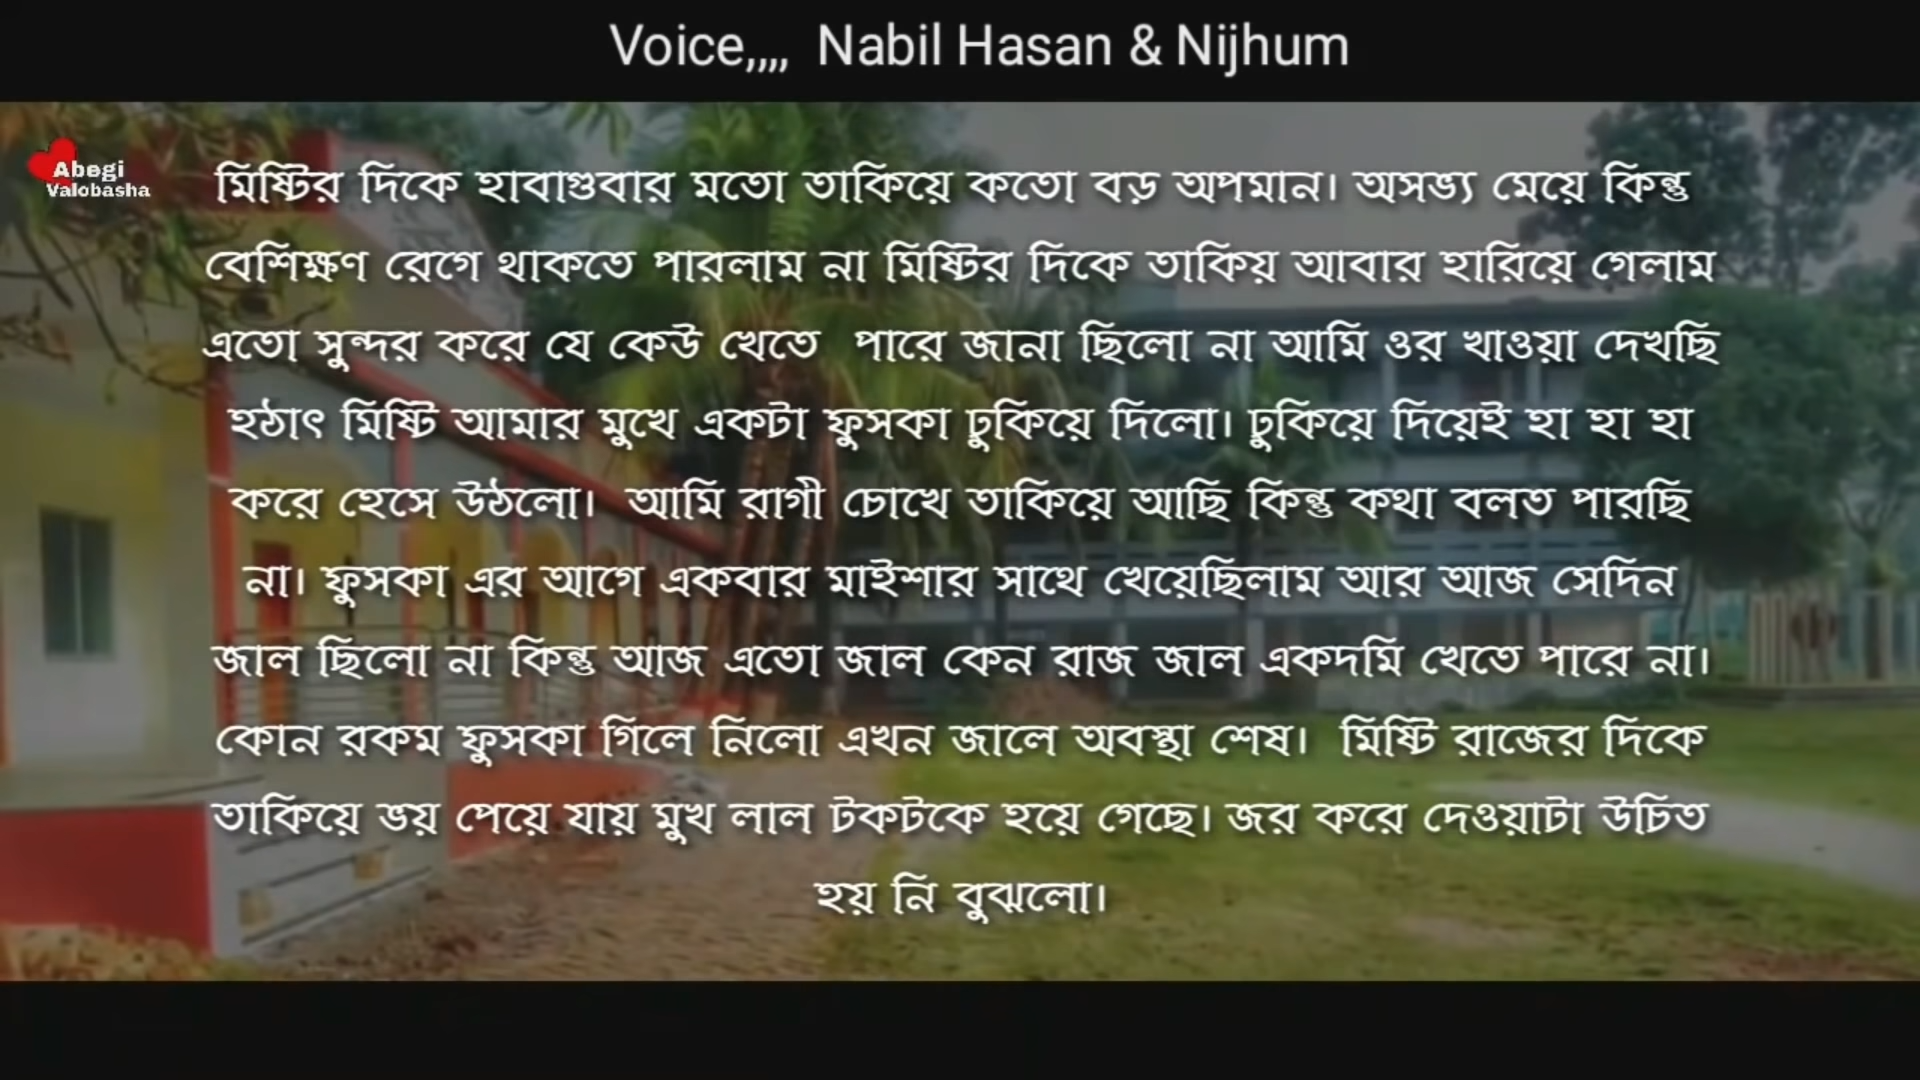 Voice,,,, Nabil Hasan & Nijhum
Abegi
Valobasha
মিষ্টির দিকে হাবাগুবার মতো তাকিয়ে কতো বড় অপমান। অসভ্য মেয়ে কিন্তু
বেশিক্ষণ রেগে থাকতে পারলাম না মিষ্টির দিকে তাকিয় আবার হারিয়ে গেলাম
এতো সুন্দর করে যে কেউ খেতে পারে জানা ছিলো না আমি ওর খাওয়া দেখছি
হঠাৎ মিষ্টি আমার মুখে একটা ফুসকা ঢুকিয়ে দিলো। ঢুকিয়ে দিয়েই হা হা হা
করে হেসে উঠলো। আমি রাগী চোখে তাকিয়ে আছি কিন্তু কথা বলত পারছি
না। ফুসকা এর আগে একবার মাইশার সাথে খেয়েছিলাম আর আজ সেদিন
জাল ছিলো না কিন্তু আজ এতো জাল কেন রাজ জাল একদমি খেতে পারে না।
কোন রকম ফুসকা গিলে নিলো এখন জালে অবস্থা শেষ। মিষ্টি রাজের দিকে
তাকিয়ে ভয় পেয়ে যায় মুখ লাল টকটকে হয়ে গেছে। জর করে দেওয়াটা উচিত
হয় নি বুঝলো।